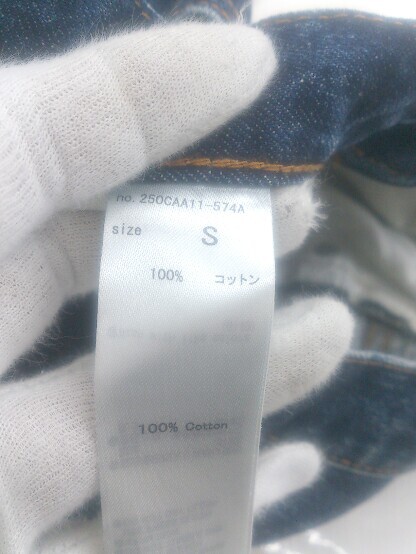 no. 250CAA11-574A
size S
100% コットン
100% Cotton